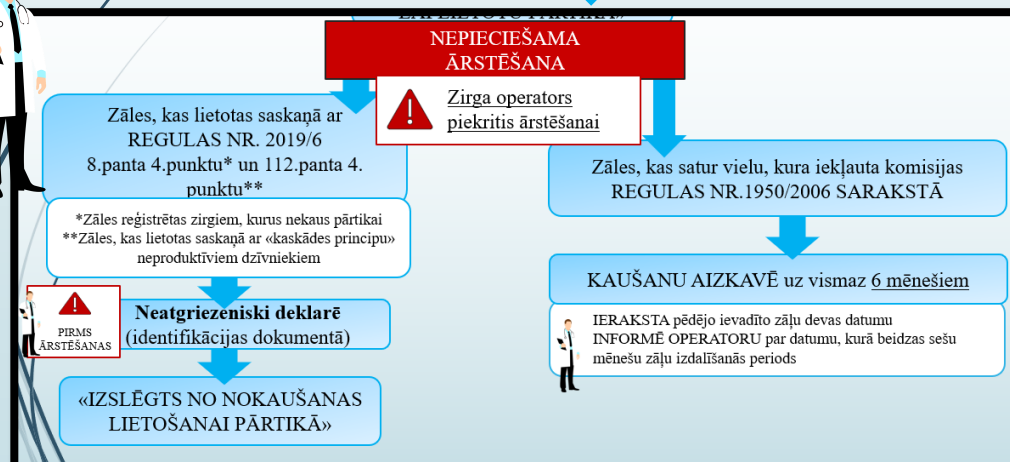 NEPIECIEŠAMA
ĀRSTĒŠANA
Zirga operators
piekritis ārstēšanai
Zāles, kas lietotas saskaņā ar
REGULAS NR. 2019/6
8.panta 4.punktu* un 112.panta 4.
punktu**
*Zāles reģistrētas zirgiem, kurus nekaus pārtikai
**Zāles, kas lietotas saskaņā ar «kaskādes principu»
neproduktīviem dzīvniekiem
PIRMS
ĀRSTĒŠANAS
Neatgriezeniski deklarē
(identifikācijas dokumentā)
«IZSLĒGTS NO NOKAUŠANAS
LIETOŠANAI PĀRTIKĀ»
Zāles, kas satur vielu, kura iekļauta komisijas
REGULAS NR.1950/2006 SARAKSTĀ
KAUŠANU AIZKAVĒ uz vismaz 6 mēnešiem
IERAKSTA pēdējo ievadīto zāļu devas datumu
INFORMĒ OPERATORU par datumu, kurā beidzas sešu
mēnešu zāļu izdalīšanās periods